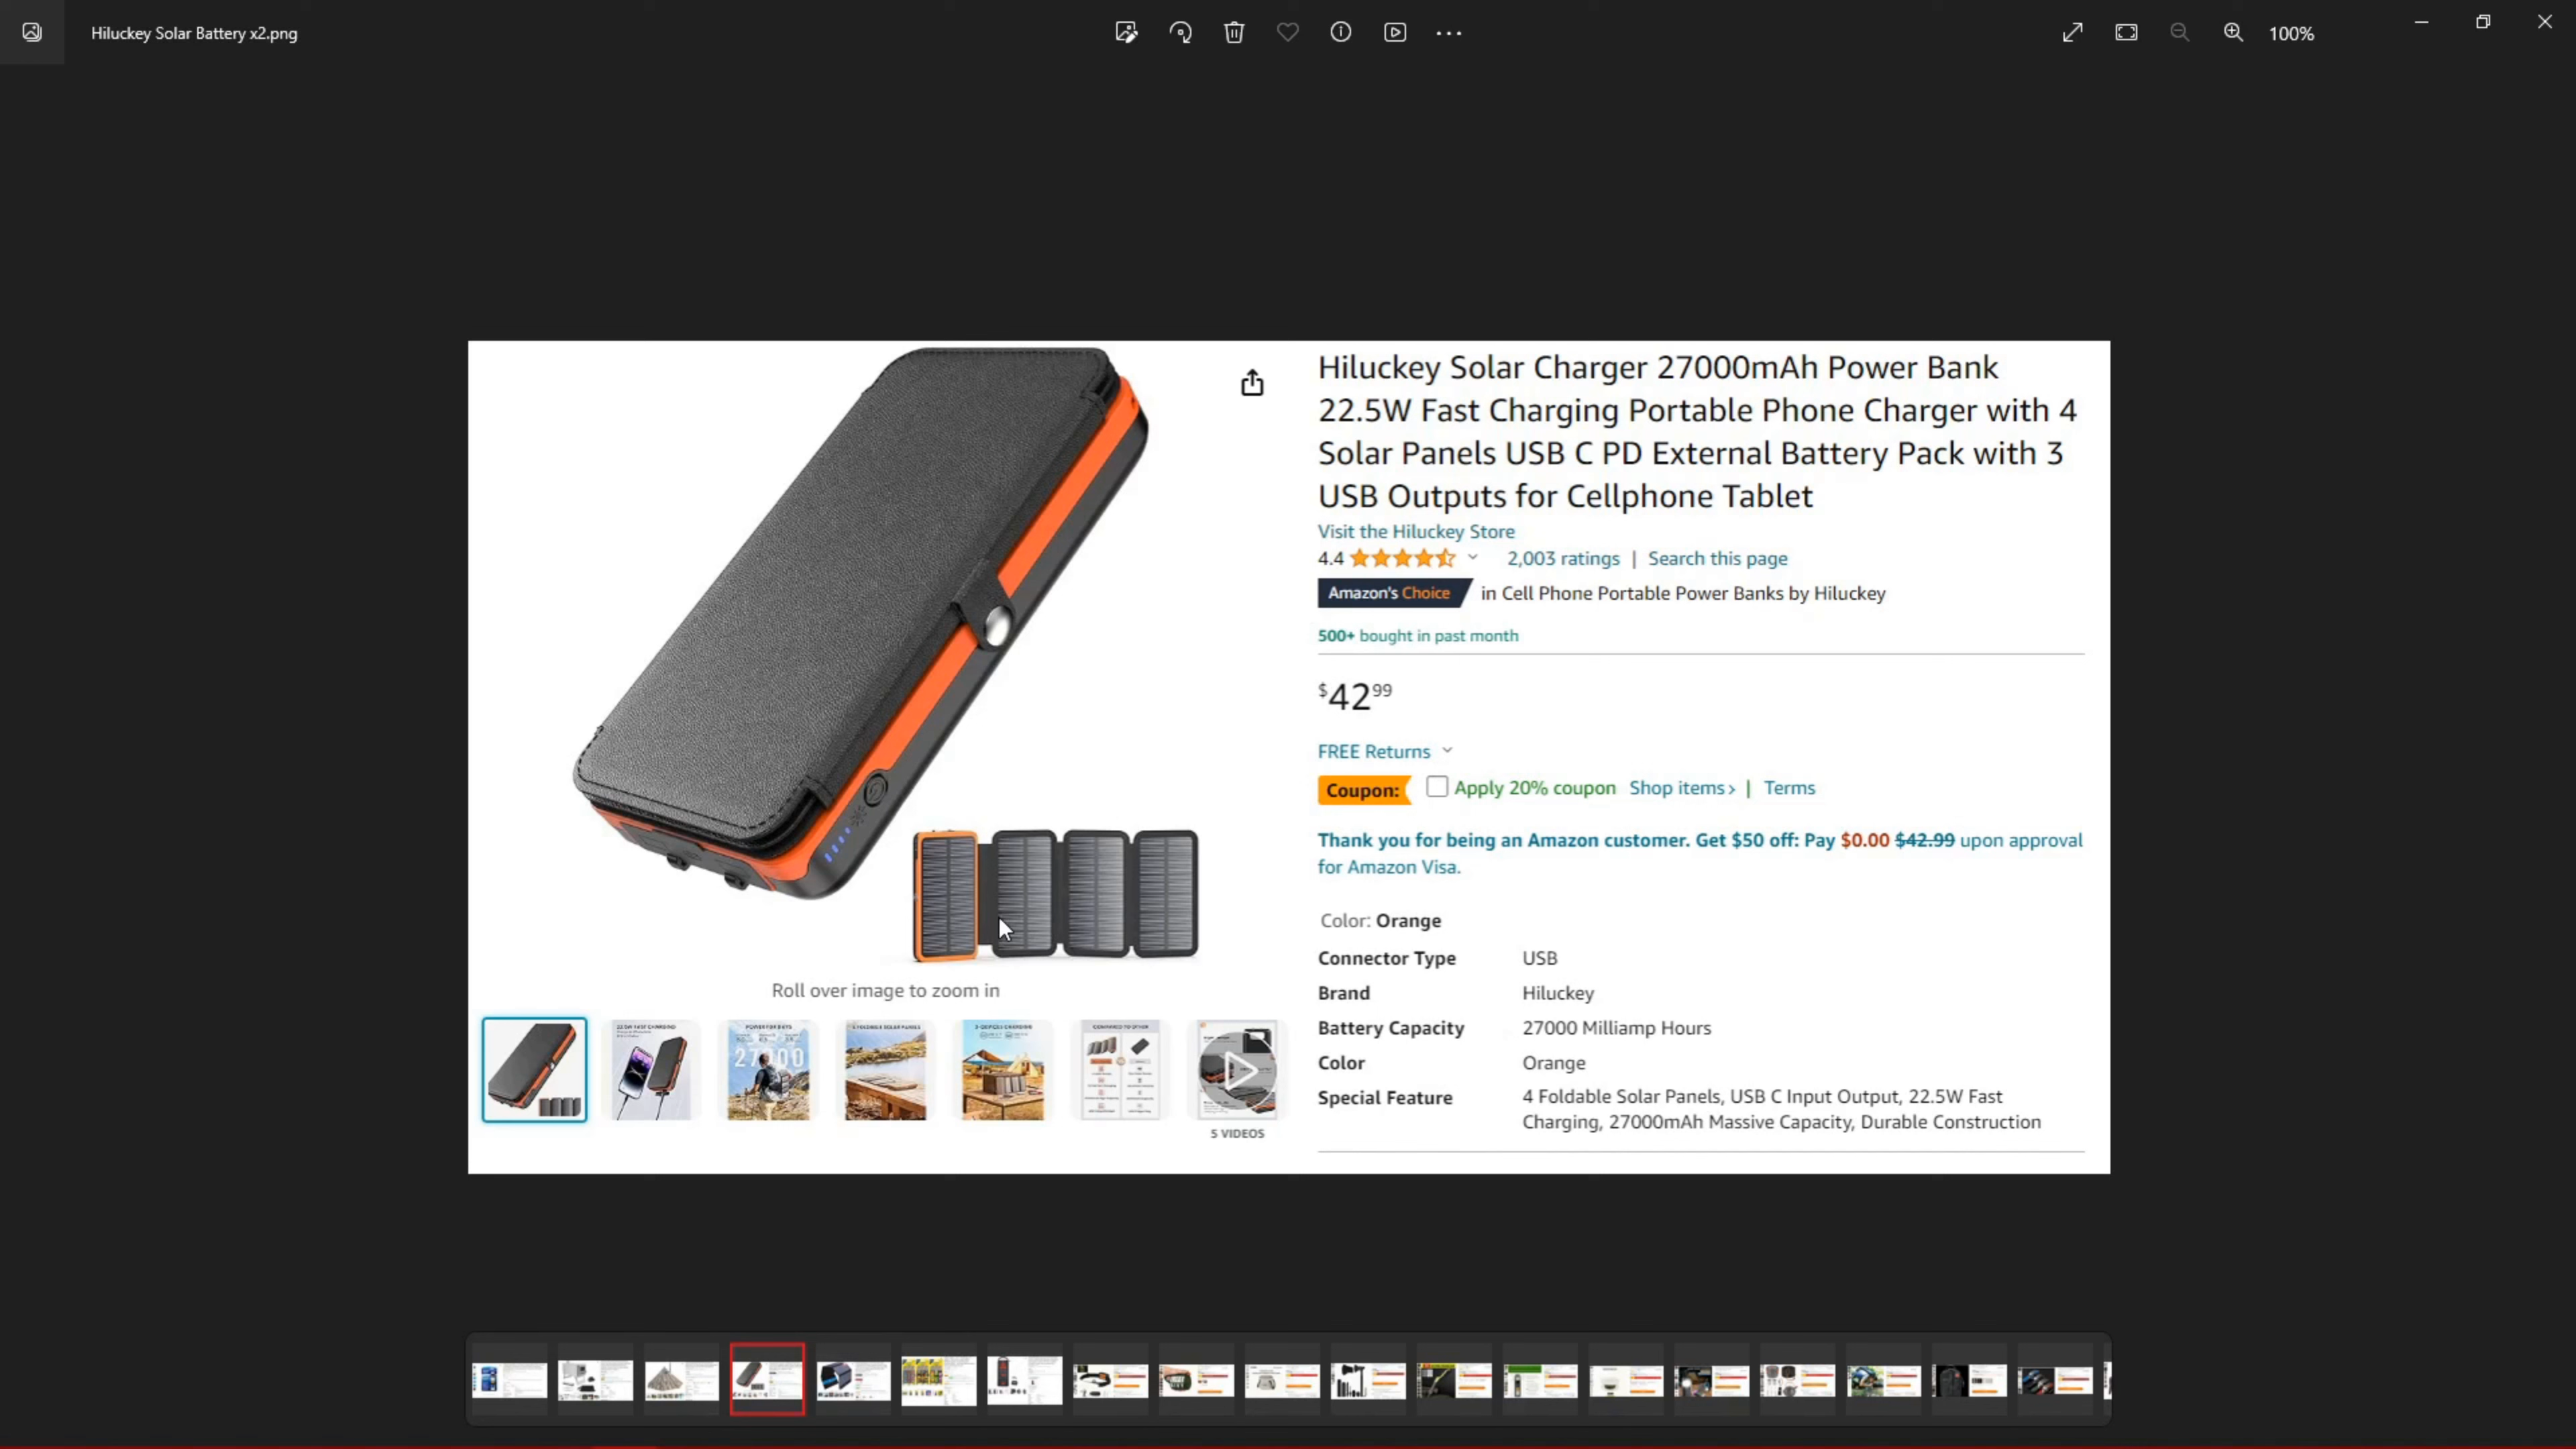 Hiluckey Solar Battery x2.png
100%
Hiluckey Solar Charger 27000mAh Power Bank
22.5W Fast Charging Portable Phone Charger with 4
Solar Panels USB C PD External Battery Pack with 3
USB Outputs for Cellphone Tablet
Visit the Hiluckey Store
4.4 2,003 ratings | Search this page
Amazon's Choice in Cell Phone Portable Power Banks by Hiluckey
500+ bought in past month
$42 99
FREE Returns
Coupon: Apply 20% coupon Shop items › | Terms
Thank you for being an Amazon customer. Get $50 off: Pay $0.00 $42.99 upon approval
for Amazon Visa.
Color: Orange
Connector Type USB
Brand Hiluckey
Battery Capacity 27000 Milliamp Hours
Color Orange
Special Feature 4 Foldable Solar Panels, USB C Input Output, 22.5W Fast
Charging, 27000mAh Massive Capacity, Durable Construction
Roll over image to zoom in
22.5W FAST CHARGING
27000
5 VIDEOS